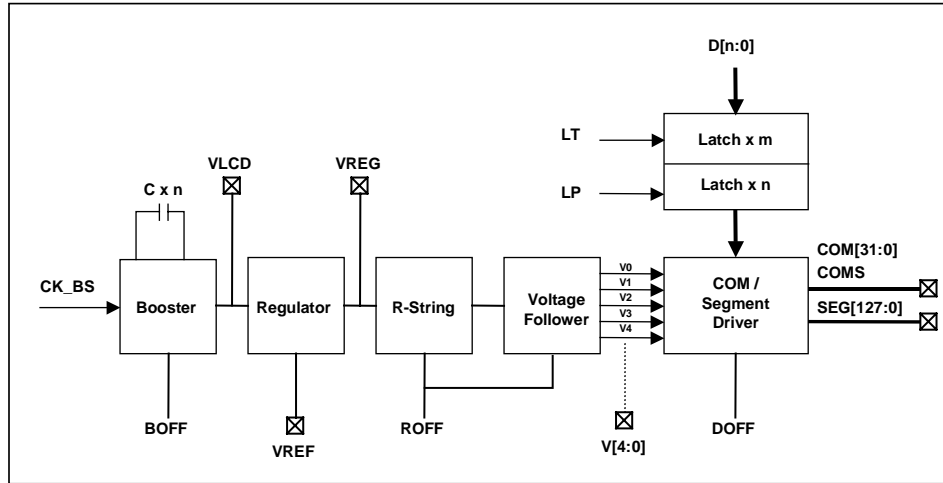 D[n:0]
LT
Latch x m
LP
Latch x n
VLCD
VREG
C x n
CK_BS
Booster
Regulator
R-String
Voltage
Follower
V0
V1
V2
V3
V4
COM /
Segment
Driver
COM[31:0]
COMS
SEG[127:0]
BOFF
VREF
ROFF
V[4:0]
DOFF